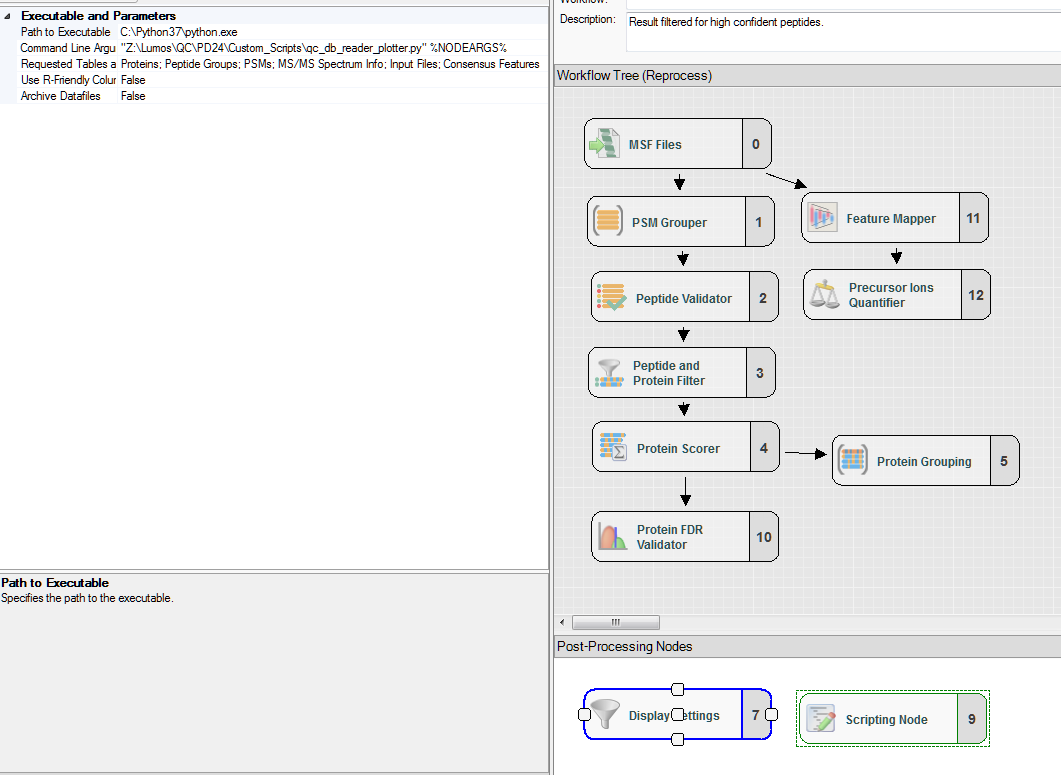 Executable and Parameters
Path to Executable C:\Python37\python.exe
Command Line Argu "Z:\Lumos\QC\PD24\Custom_Scripts\qc_db_reader_plotter.py" %NODEARGS%
Requested Tables a Proteins; Peptide Groups; PSMs; MS/MS Spectrum Info; Input Files; Consensus Features
Use R-Friendly Colur False
Archive Datafiles False
Path to Executable
Specifies the path to the executable.
Workflow:
Description: Result filtered for high confident peptides.
Workflow Tree (Reprocess)
MSF Files 0
PSM Grouper 1
Feature Mapper 11
Peptide Validator 2
Precursor Ions
Quantifier 12
Peptide and
Protein Filter 3
Protein Scorer 4
Protein Grouping 5
Protein FDR
Validator 10
Post-Processing Nodes
Display ettings 7
Scripting Node 9